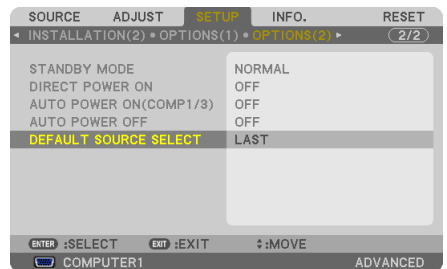 SOURCE ADJUST SETUP INFO. RESET
INSTALLATION(2) • OPTIONS(1) • OPTIONS(2) 2/2
STANDBY MODE NORMAL
DIRECT POWER ON OFF
AUTO POWER ON(COMP1/3) OFF
AUTO POWER OFF OFF
DEFAULT SOURCE SELECT LAST
ENTER :SELECT EXIT :EXIT :MOVE
COMPUTER1 ADVANCED